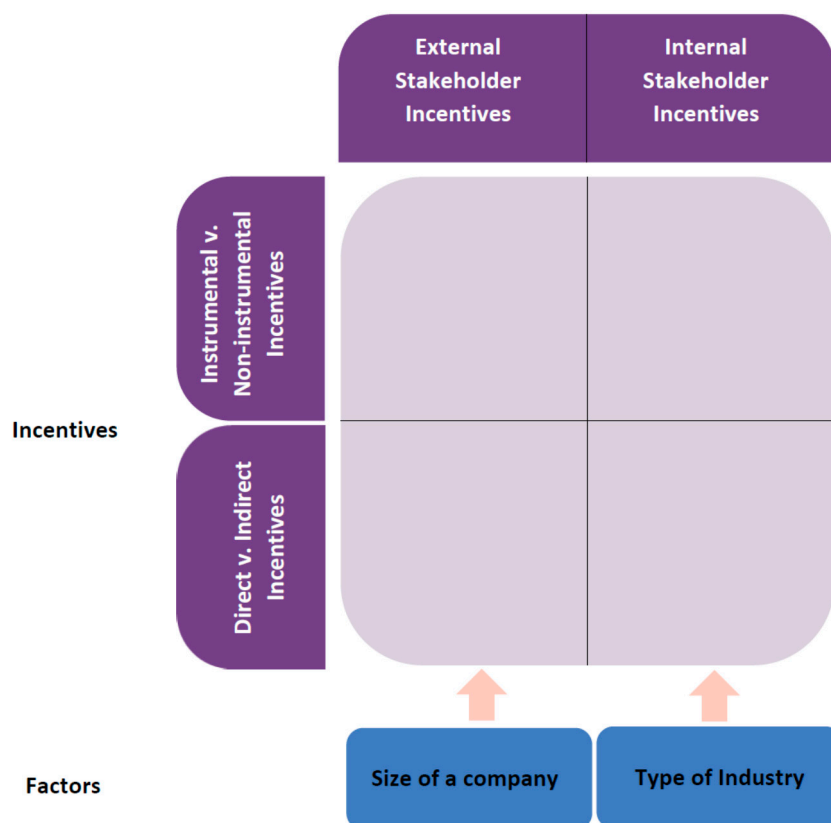 External
Stakeholder
Incentives
Internal
Stakeholder
Incentives
Instrumental v.
Non-instrumental
Incentives
Incentives
Direct v. Indirect
Incentives
Factors
Size of a company
Type of Industry